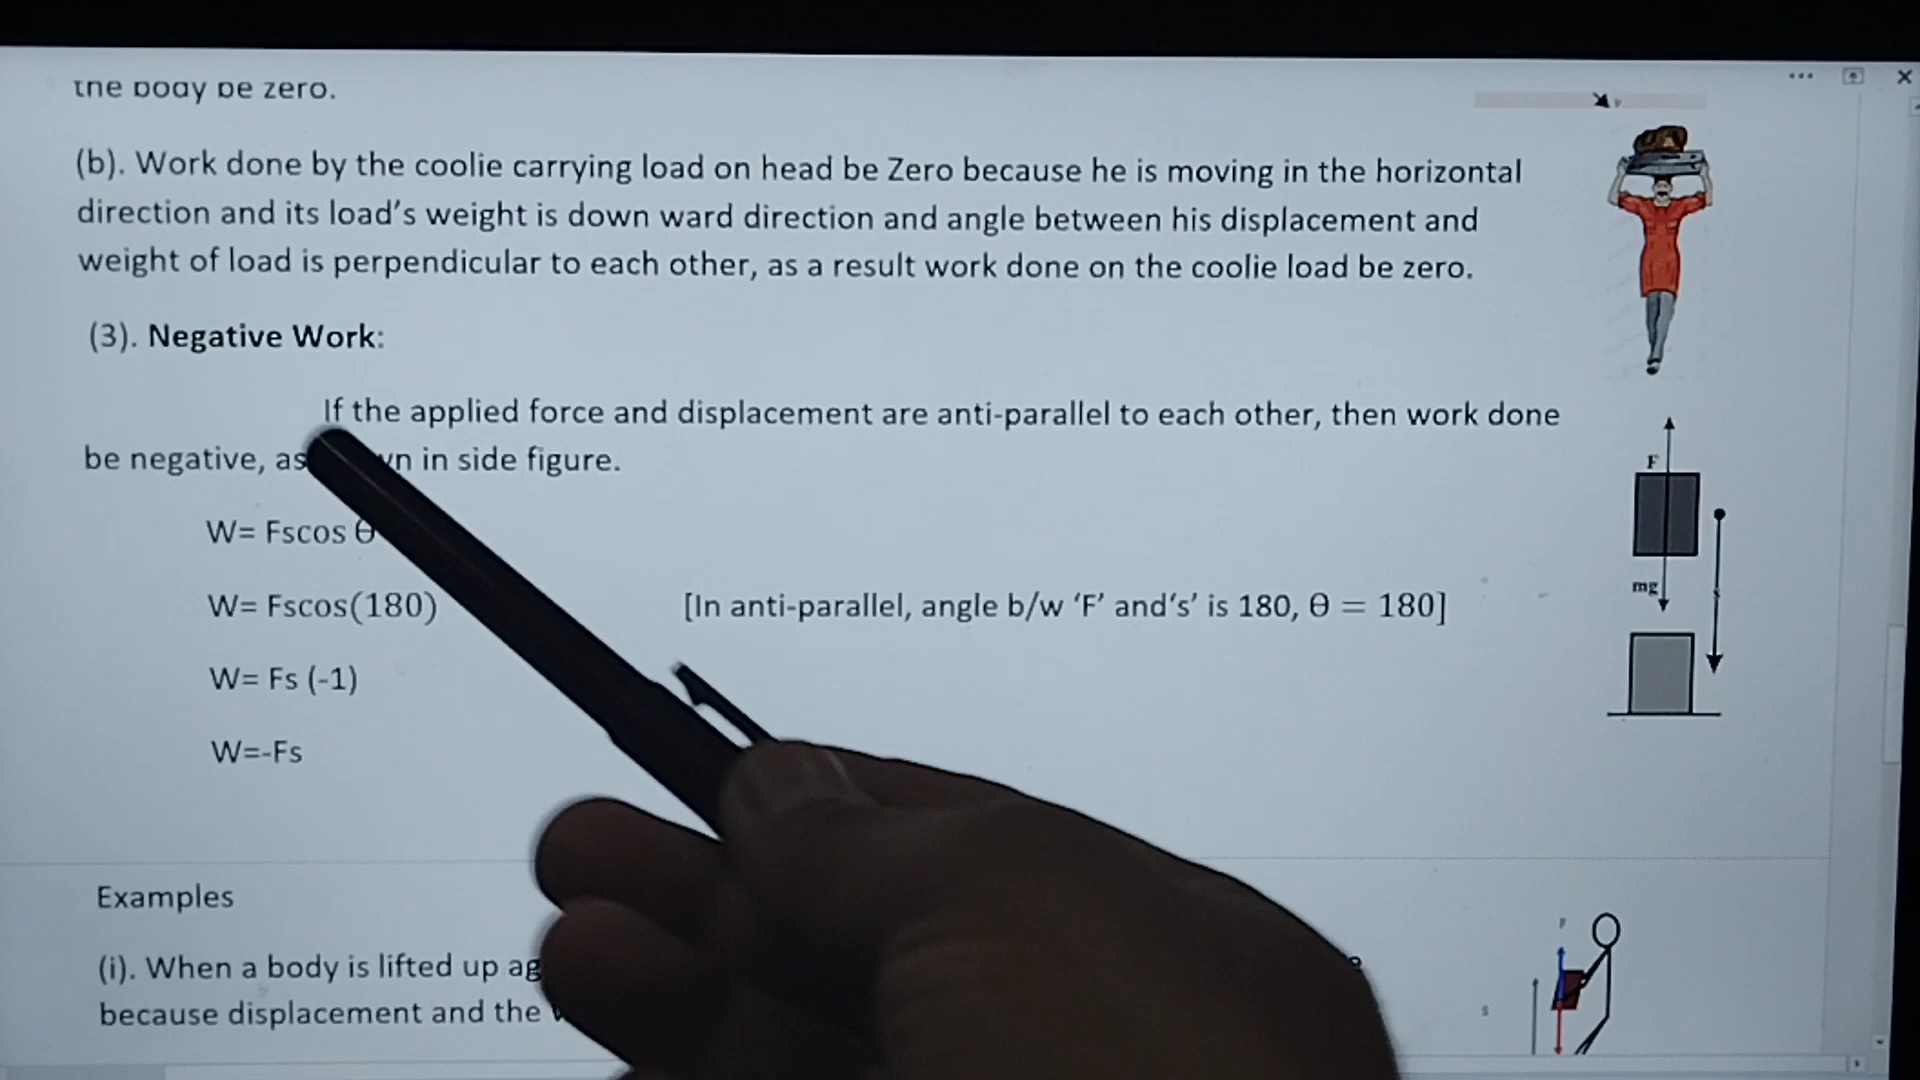 the body be zero.
(b). Work done by the coolie carrying load on head be Zero because he is moving in the horizontal
direction and its load's weight is down ward direction and angle between his displacement and
weight of load is perpendicular to each other, as a result work done on the coolie load be zero.
(3). Negative Work:
If the applied force and displacement are anti-parallel to each other, then work done
be negative, as in side figure.
F
W= Fscos θ
mg
W= Fscos(180) [In anti-parallel, angle b/w 'F' and's' is 180, θ = 180]
W= Fs (-1)
W=-Fs
Examples
(i). When a body is lifted up
because displacement and the
s